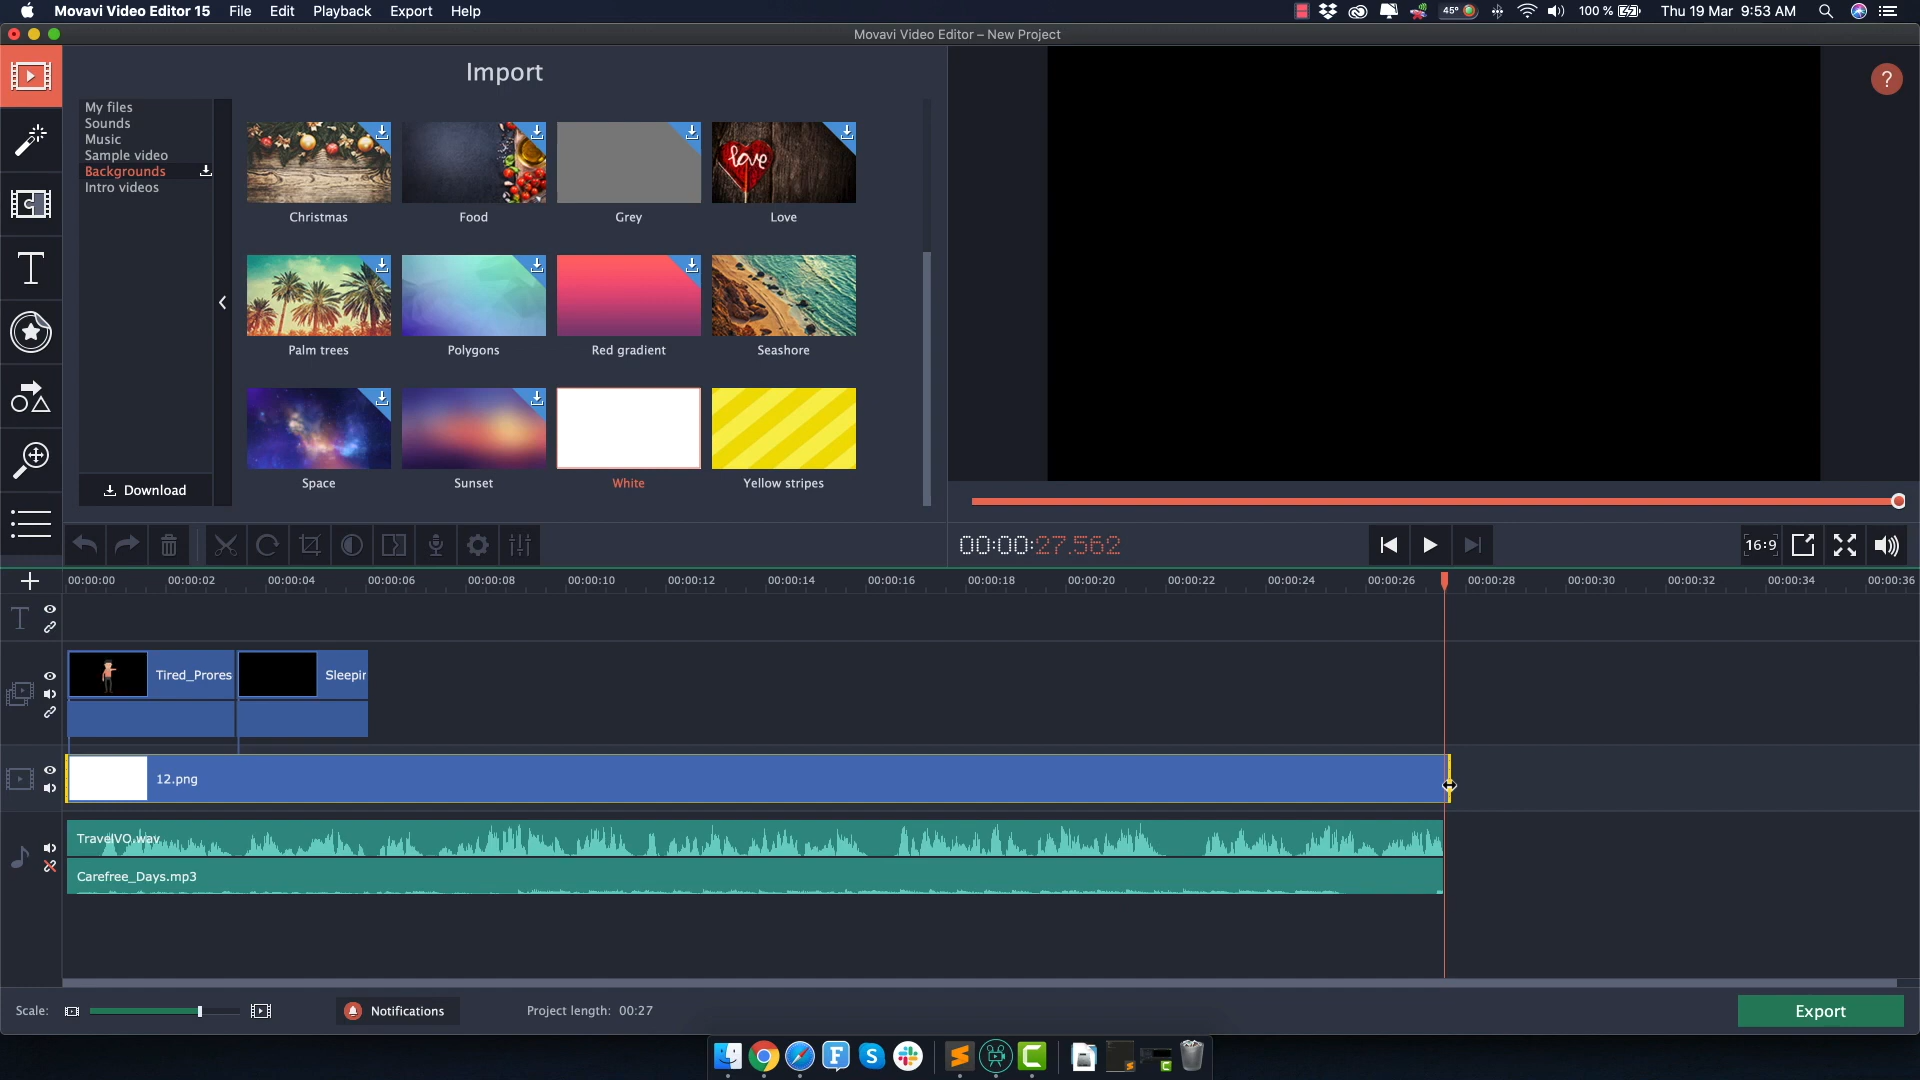 Movavi Video Editor 15 File Edit Playback Export Help
45° 100 % Thu 19 Mar 9:53 AM
Movavi Video Editor – New Project
Import
?
My files
Sounds
Music
Sample video
Backgrounds
Intro videos
Download
love
Christmas Food Grey Love
Palm trees Polygons Red gradient Seashore
Space Sunset White Yellow stripes
00:00:27.562
16:9
00:00:00 00:00:02 00:00:04 00:00:06 00:00:08 00:00:10 00:00:12 00:00:14 00:00:16 00:00:18 00:00:20 00:00:22 00:00:24 00:00:26 00:00:28 00:00:30 00:00:32 00:00:34 00:00:36
Tired_Prores Sleepin
12.png
TravelVO.wav
Carefree_Days.mp3
Scale: Notifications Project length: 00:27 Export